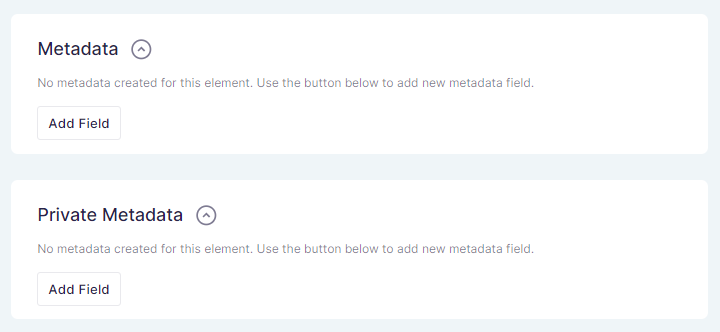 Metadata
No metadata created for this element. Use the button below to add new metadata field.
Add Field
Private Metadata
No metadata created for this element. Use the button below to add new metadata field.
Add Field